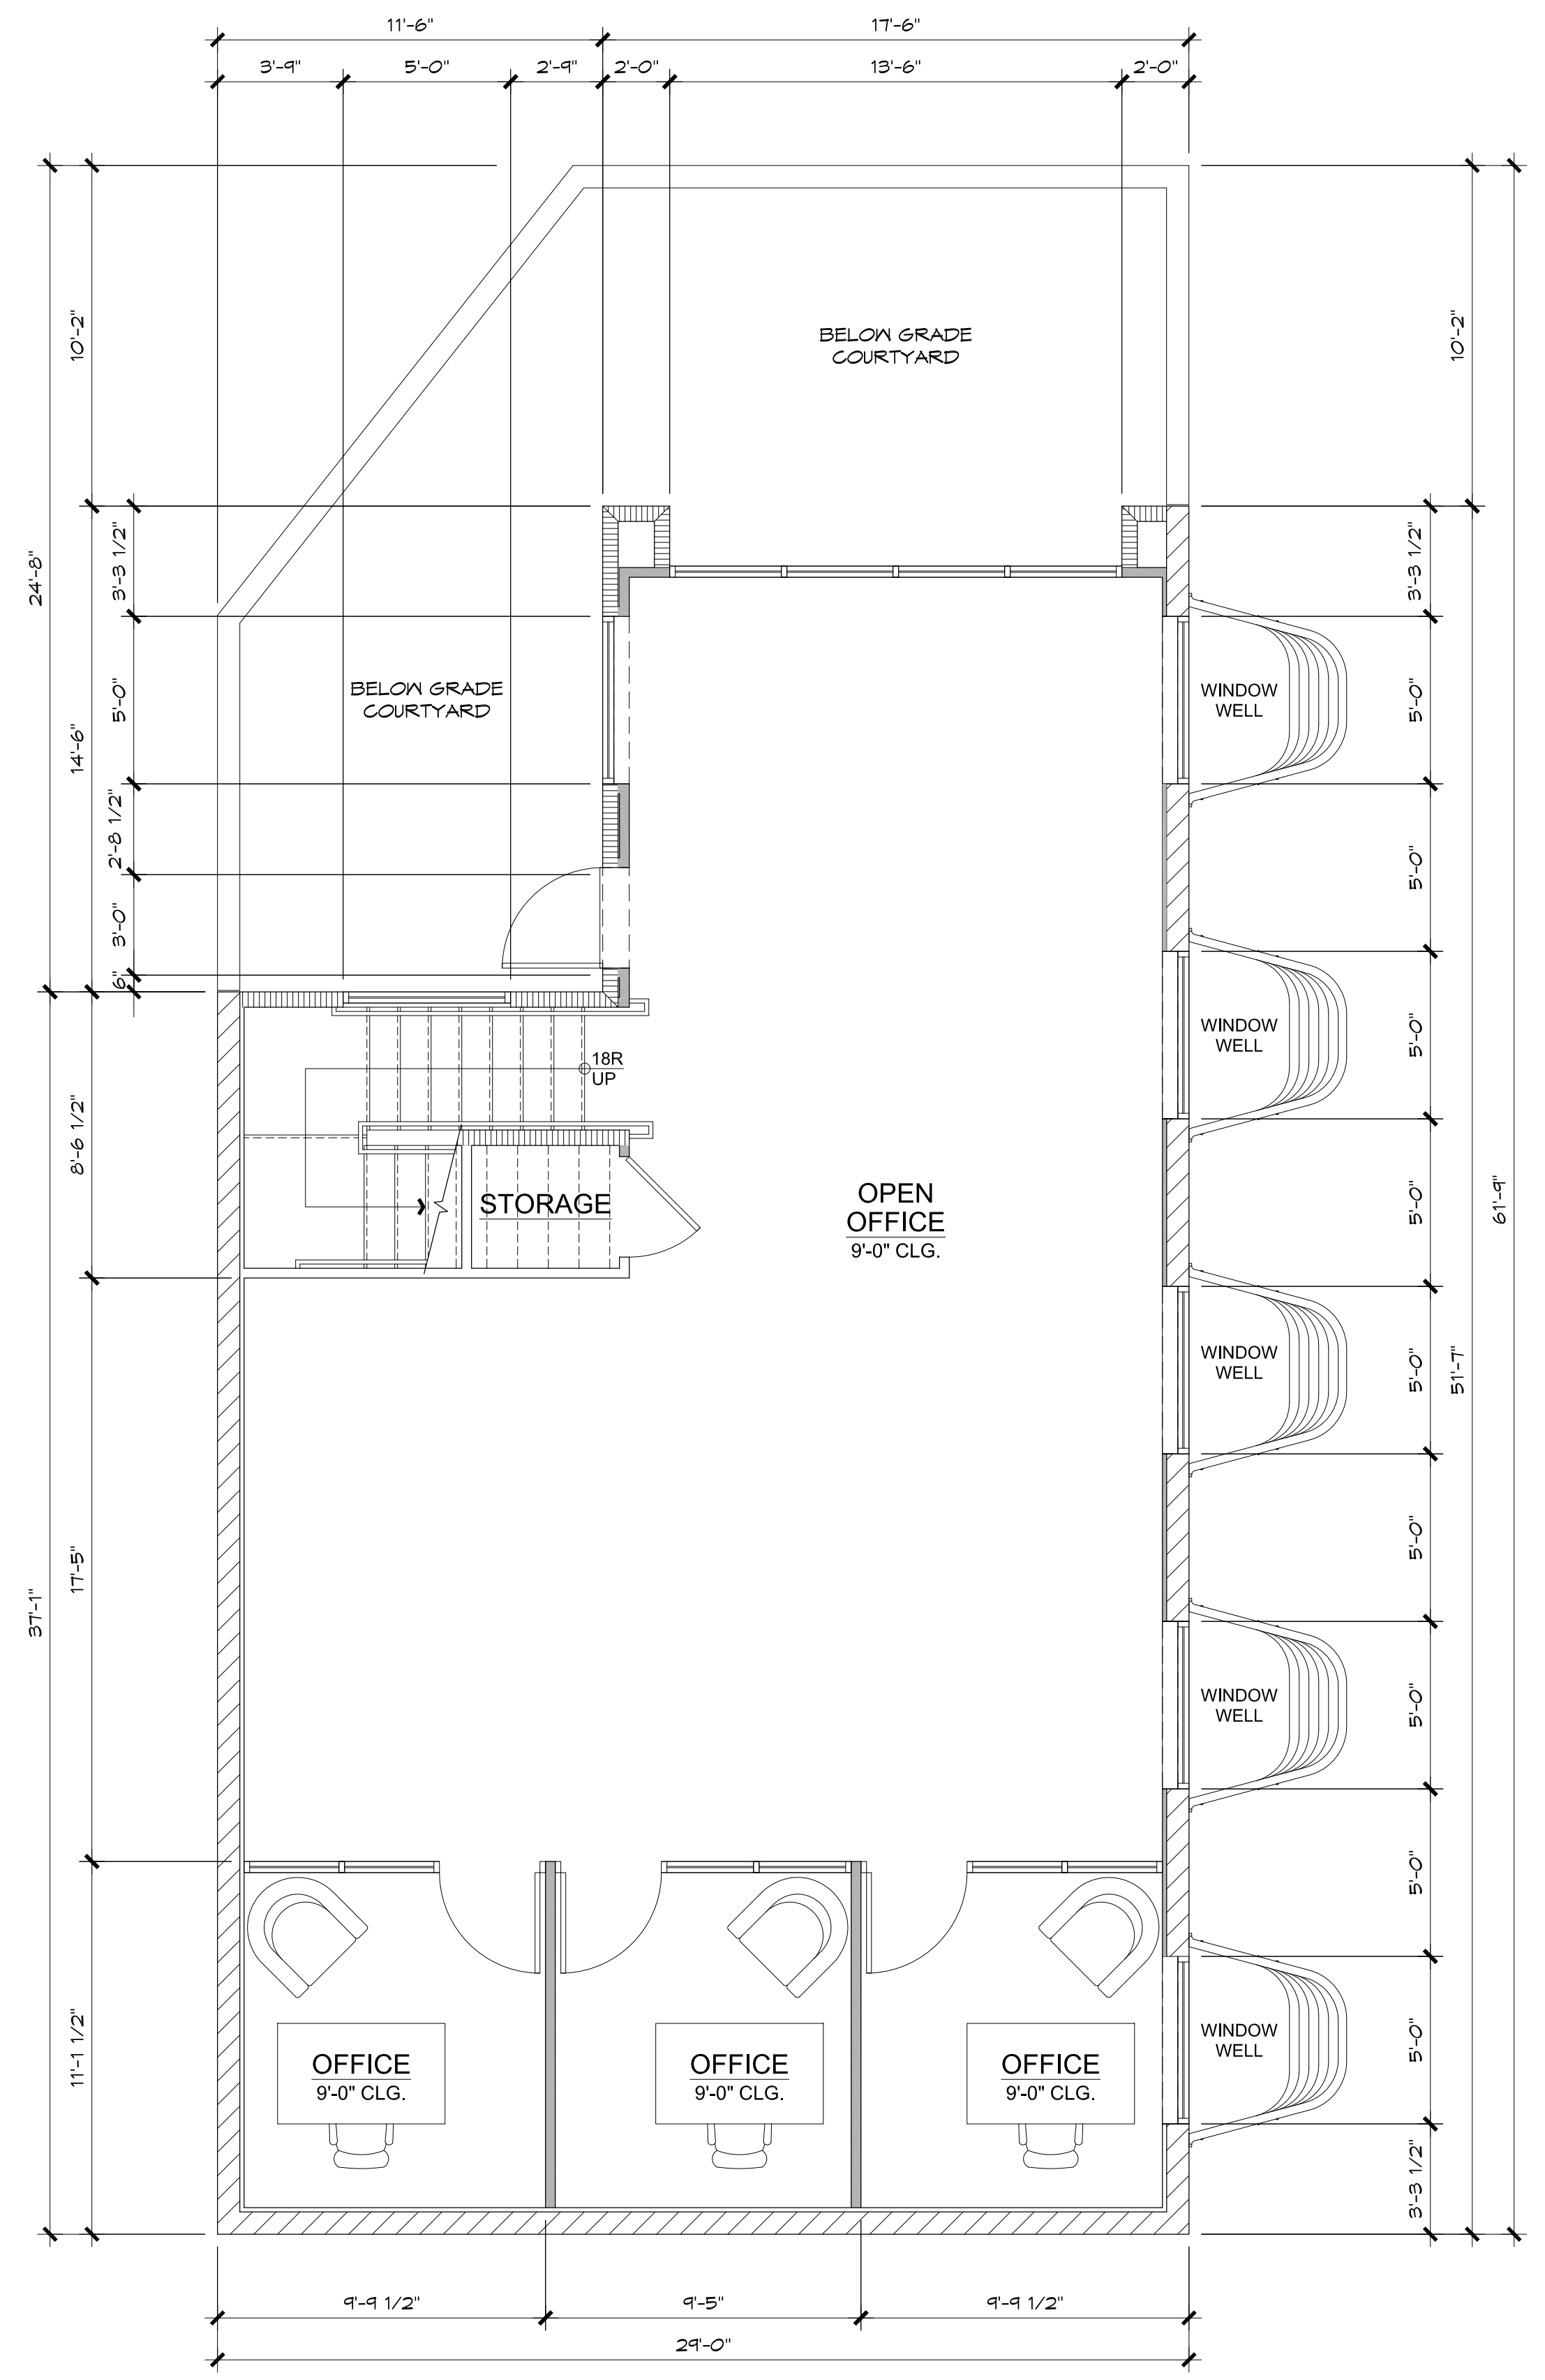 11'-6"
17'-6"
3'-9"
5'-0"
2'-9"
2'-0"
13'-6"
2'-0"
24'-8"
10'-2"
10'-2"
BELOW GRADE
COURTYARD
3'-3 1/2"
3'-3 1/2"
14'-6"
5'-0"
BELOW GRADE
COURTYARD
WINDOW
WELL
5'-0"
2'-8 1/2"
5'-0"
3'-0"
6"
18R
UP
WINDOW
WELL
5'-0"
8'-6 1/2"
STORAGE
OPEN
OFFICE
9'-0" CLG.
5'-0"
61'-9"
WINDOW
WELL
5'-0"
51'-7"
17'-5"
37'-1"
5'-0"
WINDOW
WELL
5'-0"
5'-0"
11'-1 1/2"
OFFICE
9'-0" CLG.
OFFICE
9'-0" CLG.
OFFICE
9'-0" CLG.
WINDOW
WELL
5'-0"
3'-3 1/2"
9'-9 1/2"
9'-5"
9'-9 1/2"
29'-0"